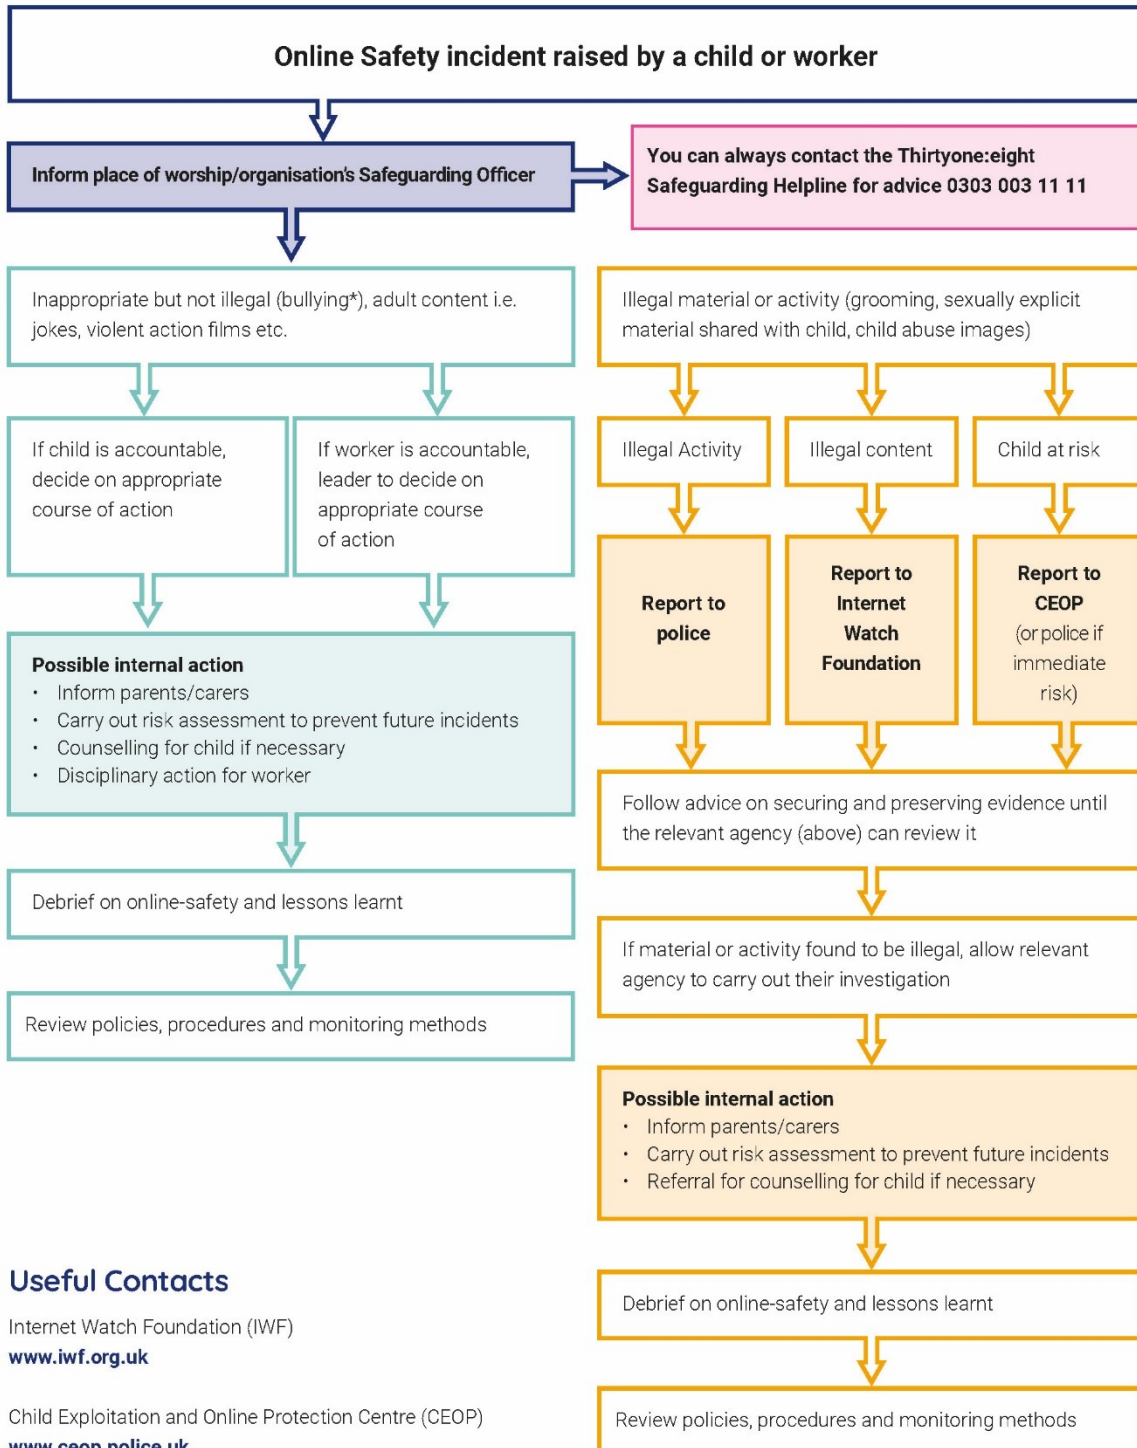 Online Safety incident raised by a child or worker
Inform place of worship/organisation's Safeguarding Officer
You can always contact the Thirtyone:eight
Safeguarding Helpline for advice 0303 003 11 11
Inappropriate but not illegal (bullying*), adult content i.e.
jokes, violent action films etc.
If child is accountable,
decide on appropriate
course of action
If worker is accountable,
leader to decide on
appropriate course
of action
Possible internal action
• Inform parents/carers
• Carry out risk assessment to prevent future incidents
• Counselling for child if necessary
• Disciplinary action for worker
Debrief on online-safety and lessons learnt
Review policies, procedures and monitoring methods
Illegal material or activity (grooming, sexually explicit
material shared with child, child abuse images)
Illegal Activity
Illegal content
Child at risk
Report to
police
Report to
Internet
Watch
Foundation
Report to
CEOP
(or police if
immediate
risk)
Follow advice on securing and preserving evidence until
the relevant agency (above) can review it
If material or activity found to be illegal, allow relevant
agency to carry out their investigation
Possible internal action
• Inform parents/carers
• Carry out risk assessment to prevent future incidents
• Referral for counselling for child if necessary
Debrief on online-safety and lessons learnt
Review policies, procedures and monitoring methods
Useful Contacts
Internet Watch Foundation (IWF)
www.iwf.org.uk
Child Exploitation and Online Protection Centre (CEOP)
www.ceop.police.uk